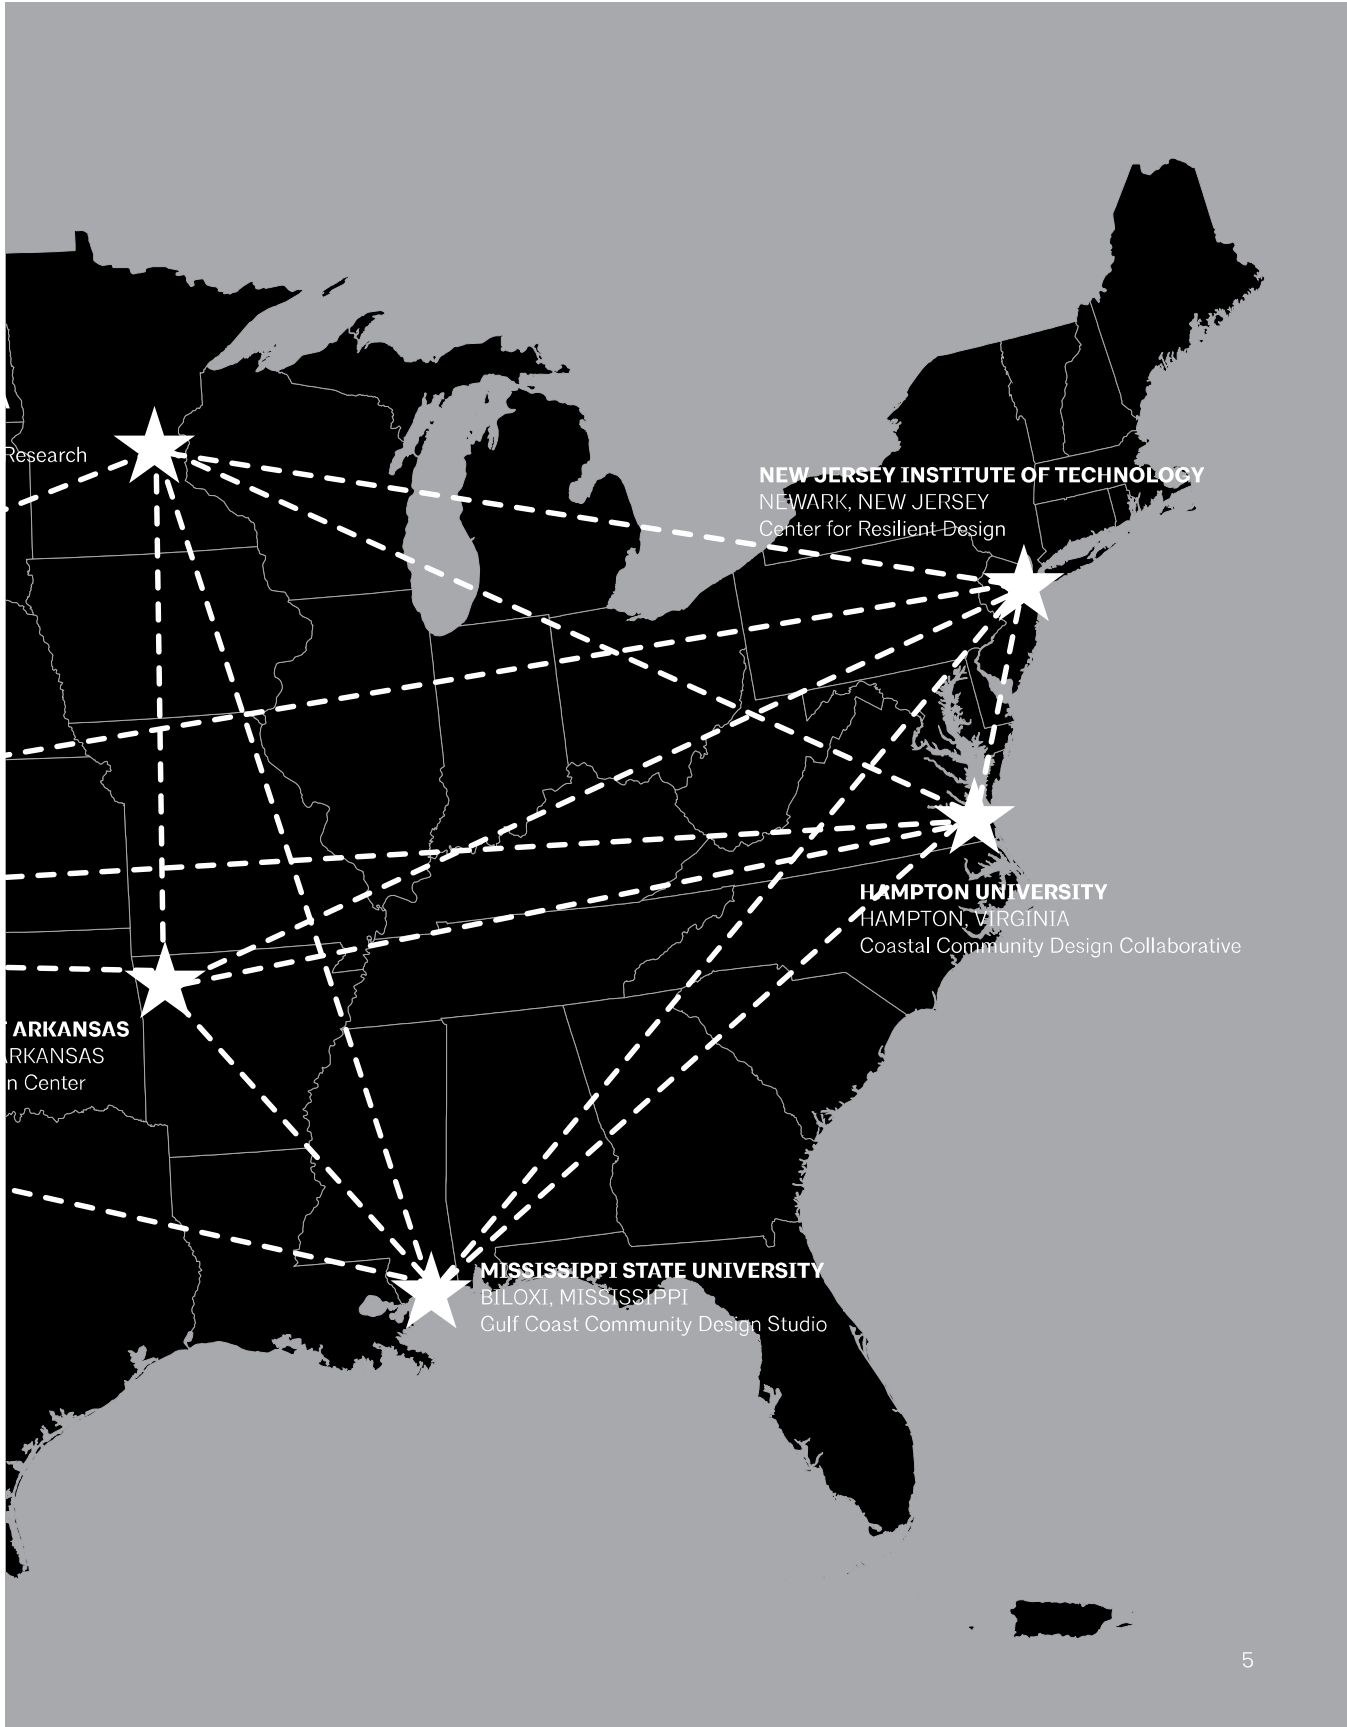 Research
NEW JERSEY INSTITUTE OF TECHNOLOGY
NEWARK, NEW JERSEY
Center for Resilient Design
HAMPTON UNIVERSITY
HAMPTON, VIRGINIA
Coastal Community Design Collaborative
ARKANSAS
ARKANSAS
n Center
MISSISSIPPI STATE UNIVERSITY
BILOXI, MISSISSIPPI
Gulf Coast Community Design Studio
5